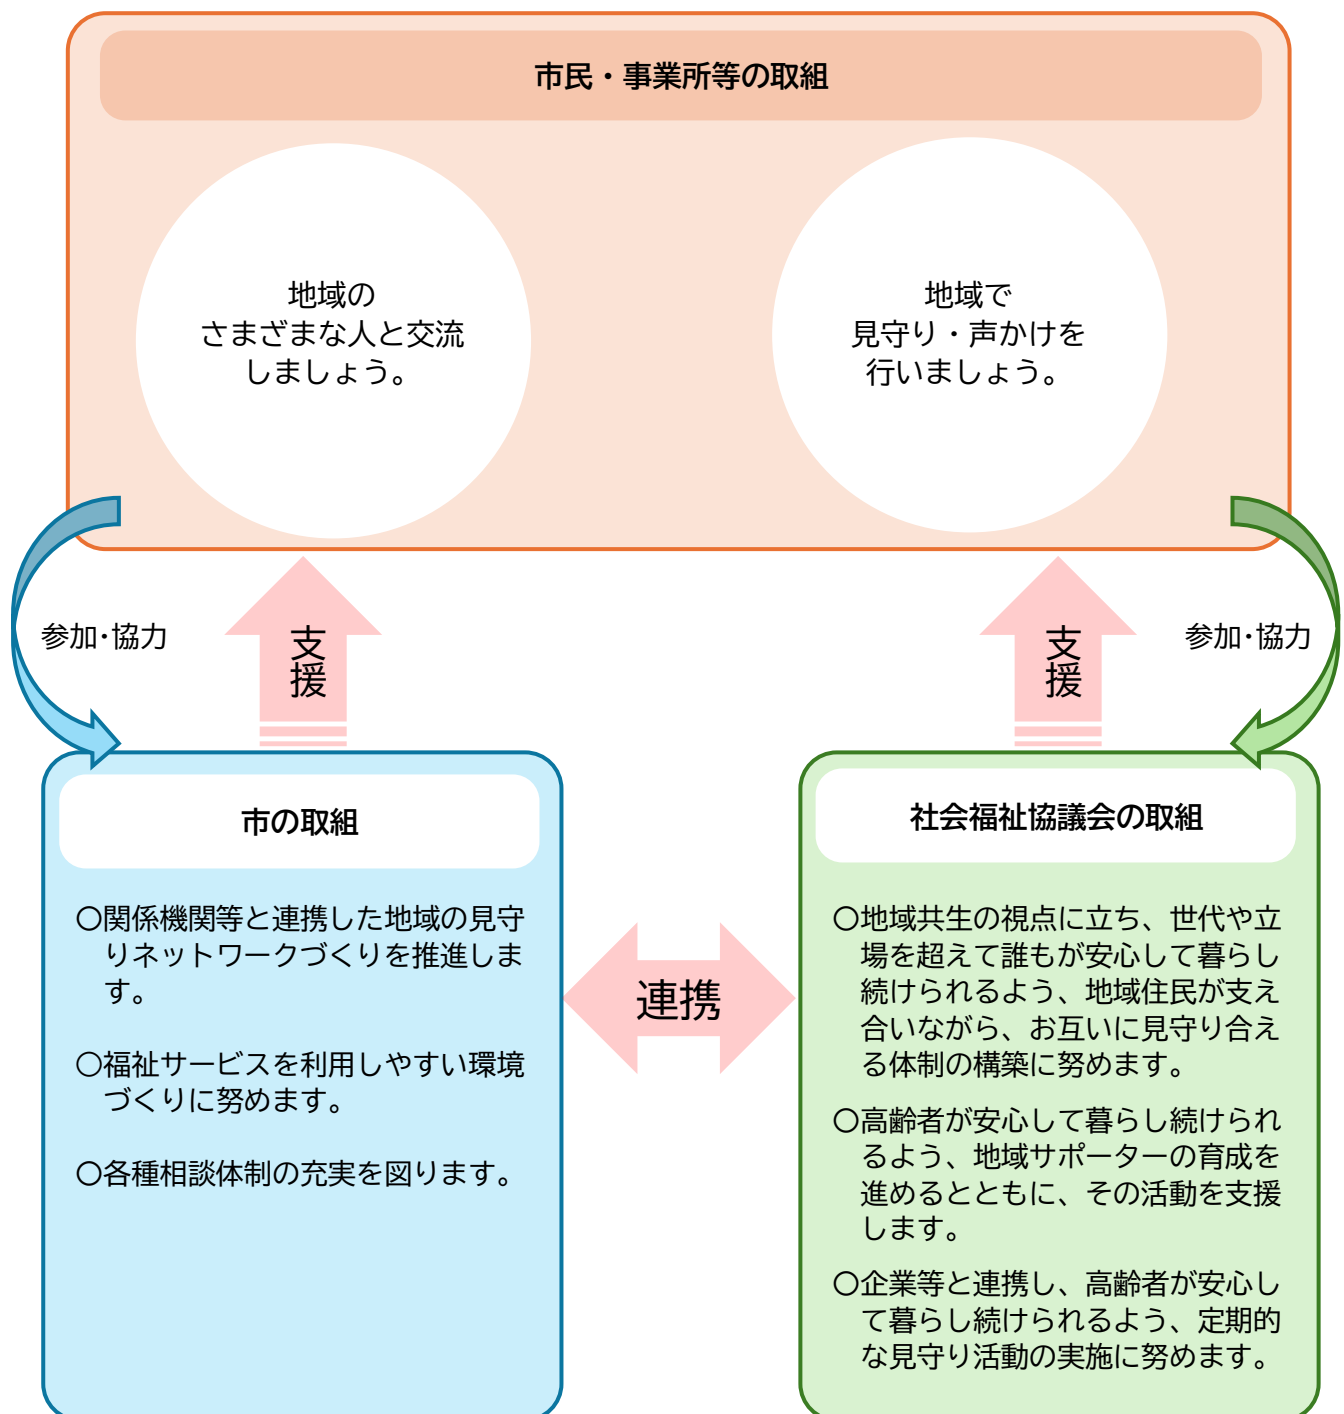 市民・事業所等の取組
地域の
さまざまな人と交流
しましょう。
地域で
見守り・声かけを
行いましょう。
参加・協力
支援
支援
参加・協力
市の取組
〇関係機関等と連携した地域の見守
りネットワークづくりを推進しま
す。
〇福祉サービスを利用しやすい環境
づくりに努めます。
〇各種相談体制の充実を図ります。
連携
社会福祉協議会の取組
〇地域共生の視点に立ち、世代や立
場を超えて誰もが安心して暮らし
続けられるよう、地域住民が支え
合いながら、お互いに見守り合え
る体制の構築に努めます。
〇高齢者が安心して暮らし続けられ
るよう、地域サポーターの育成を
進めるとともに、その活動を支援
します。
〇企業等と連携し、高齢者が安心し
て暮らし続けられるよう、定期的
な見守り活動の実施に努めます。